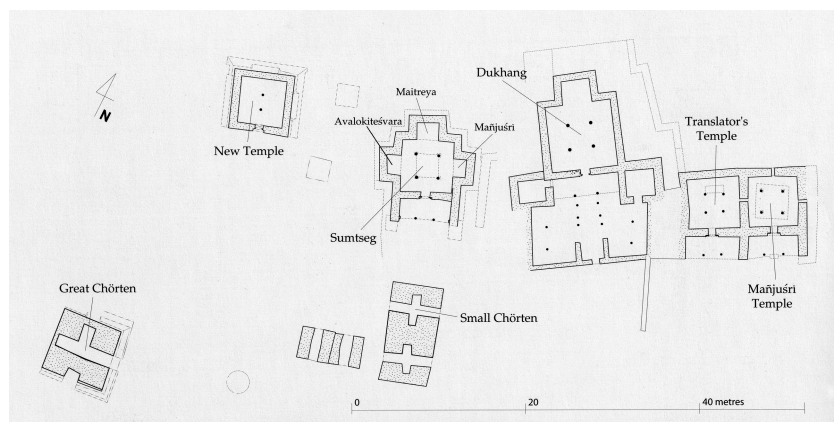 Dukhang
Maitreya
Avalokiteśvara
Mañjuśri
Translator's
Temple
N
New Temple
Sumtseg
Great Chörten
Mañjuśri
Temple
Small Chörten
0
20
40 metres